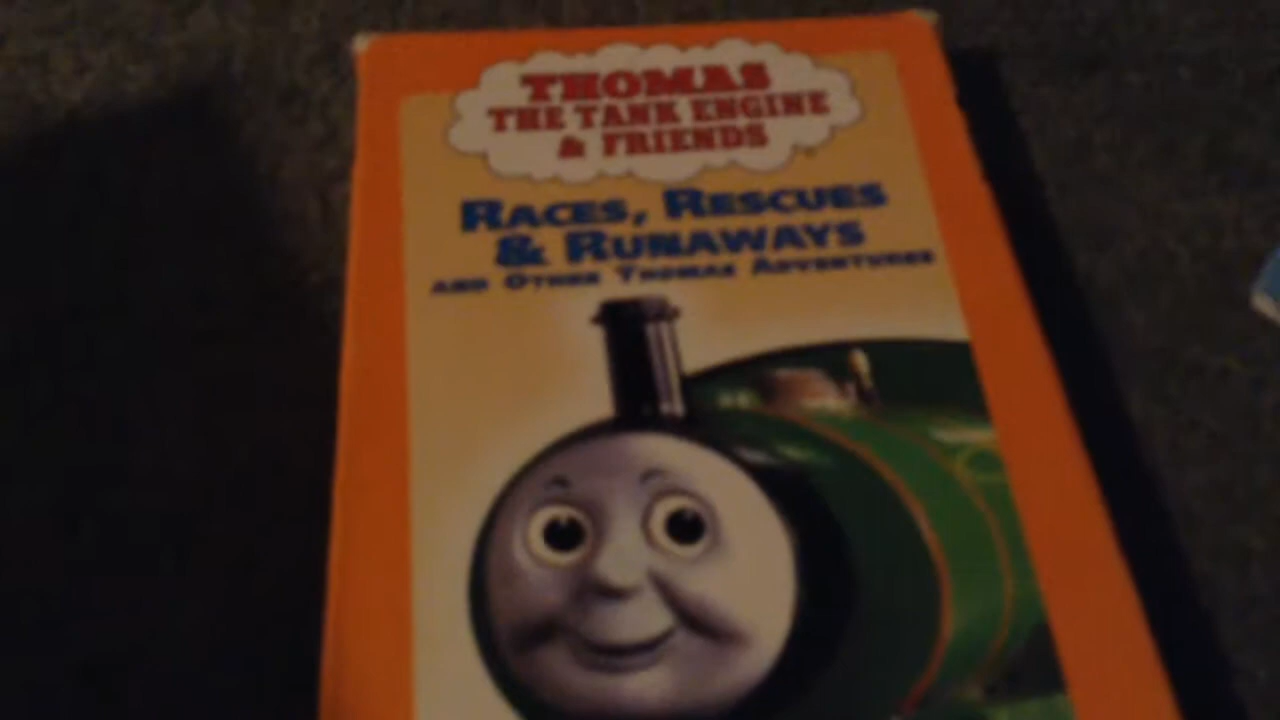 THOMAS
THE TANK ENGINE
& FRIENDS
RACES, RESCUES
& RUNAWAYS
AND OTHER THOMAS ADVENTURES